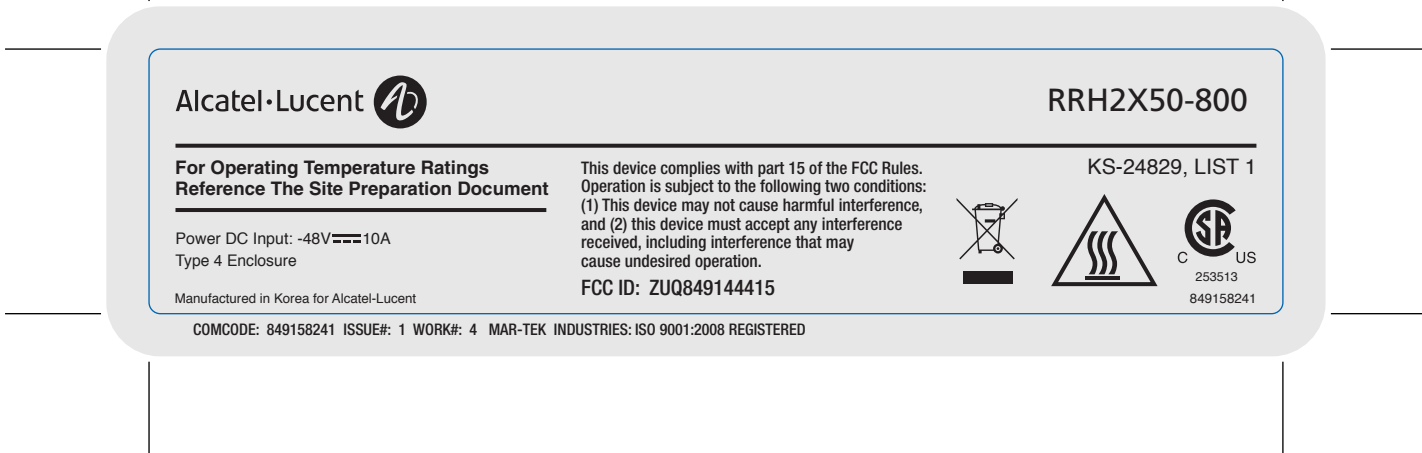 Alcatel·Lucent
RRH2X50-800
For Operating Temperature Ratings
Reference The Site Preparation Document
Power DC Input: -48V⎓10A
Type 4 Enclosure
Manufactured in Korea for Alcatel-Lucent
This device complies with part 15 of the FCC Rules.
Operation is subject to the following two conditions:
(1) This device may not cause harmful interference,
and (2) this device must accept any interference
received, including interference that may
cause undesired operation.
FCC ID: ZUQ849144415
KS-24829, LIST 1
SA
C US
253513
849158241
COMCODE: 849158241 ISSUE#: 1 WORK#: 4 MAR-TEK INDUSTRIES: ISO 9001:2008 REGISTERED